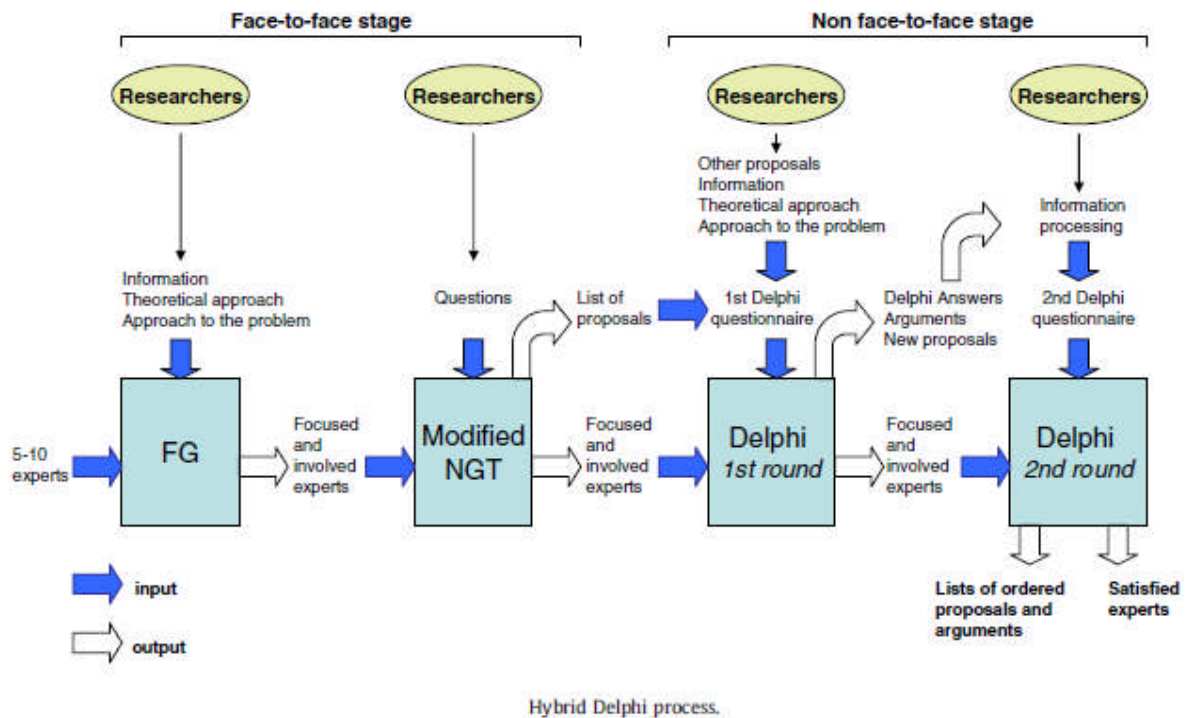 Face-to-face stage
Non face-to-face stage
Researchers
Researchers
Researchers
Researchers
Information
Theoretical approach
Approach to the problem
Questions
List of
proposals
Other proposals
Information
Theoretical approach
Approach to the problem
1st Delphi
questionnaire
Delphi Answers
Arguments
New proposals
Information
processing
2nd Delphi
questionnaire
5-10
experts
FG
Focused
and
involved
experts
Modified
NGT
Focused
and
involved
experts
Delphi
1st round
Focused
and
involved
experts
Delphi
2nd round
Lists of ordered
proposals and
arguments
Satisfied
experts
input
output
Hybrid Delphi process.